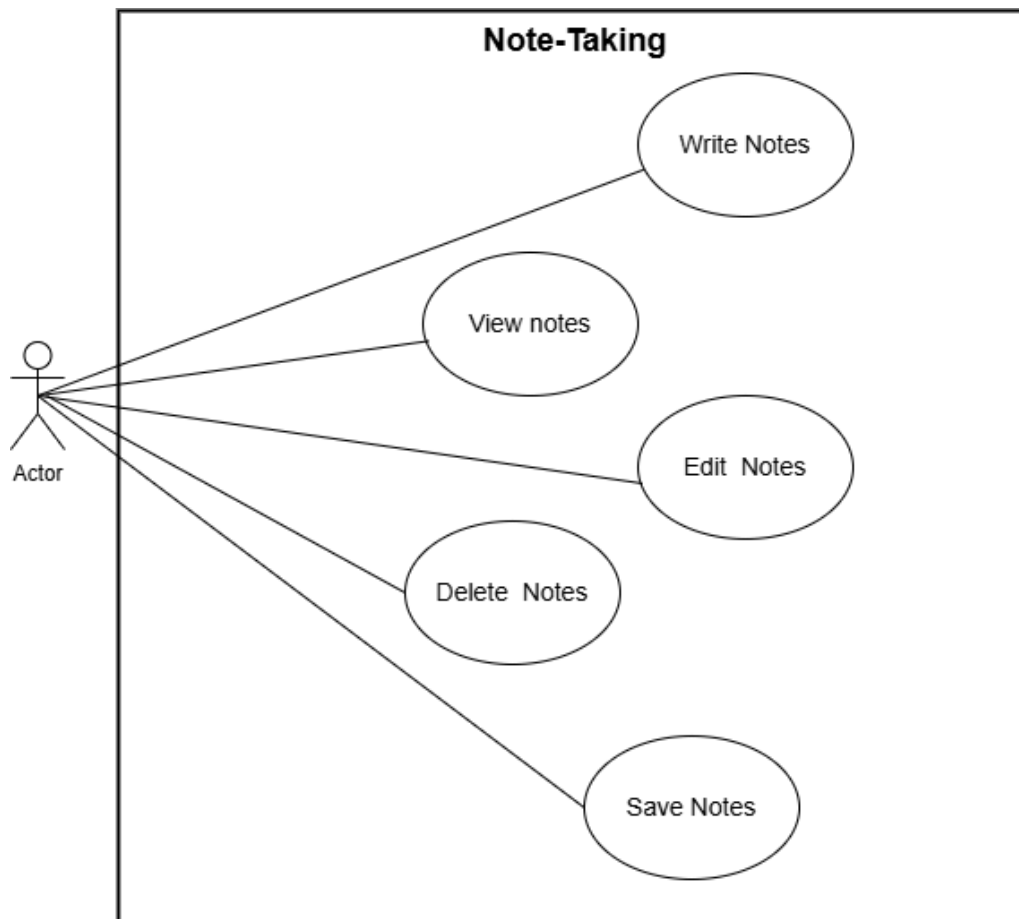 Note-Taking
Write Notes
View notes
Actor
Edit  Notes
Delete  Notes
Save Notes